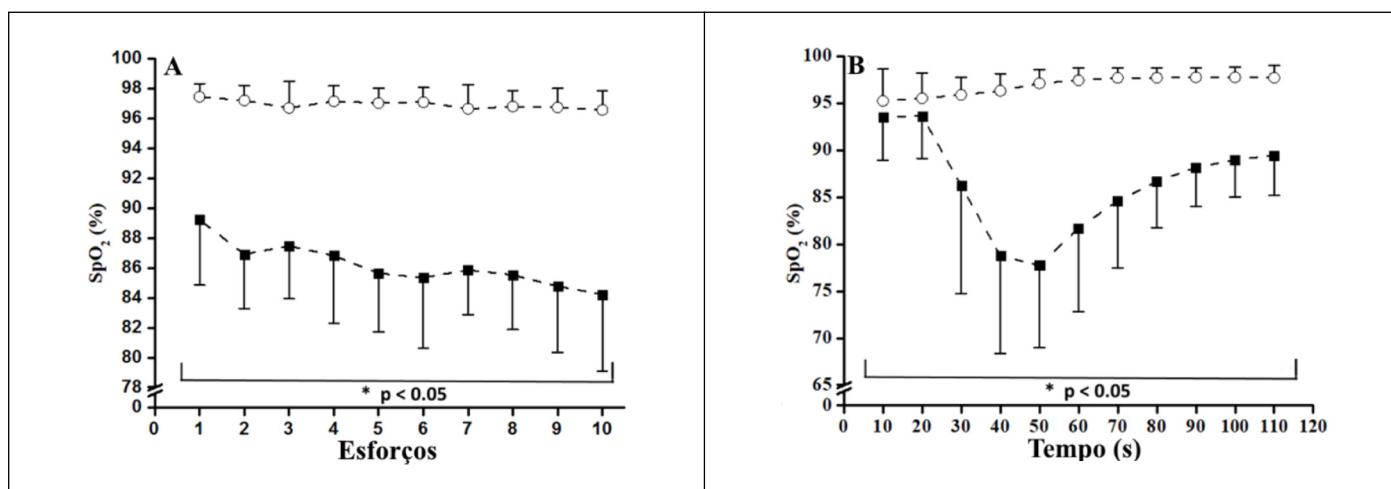 A
SpO₂ (%)
100
98
96
94
92
90
88
86
84
82
80
78
0
* p < 0.05
0 1 2 3 4 5 6 7 8 9 10
Esforços
B
SpO₂ (%)
100
95
90
85
80
75
70
65
0
* p < 0.05
0 10 20 30 40 50 60 70 80 90 100 110 120
Tempo (s)